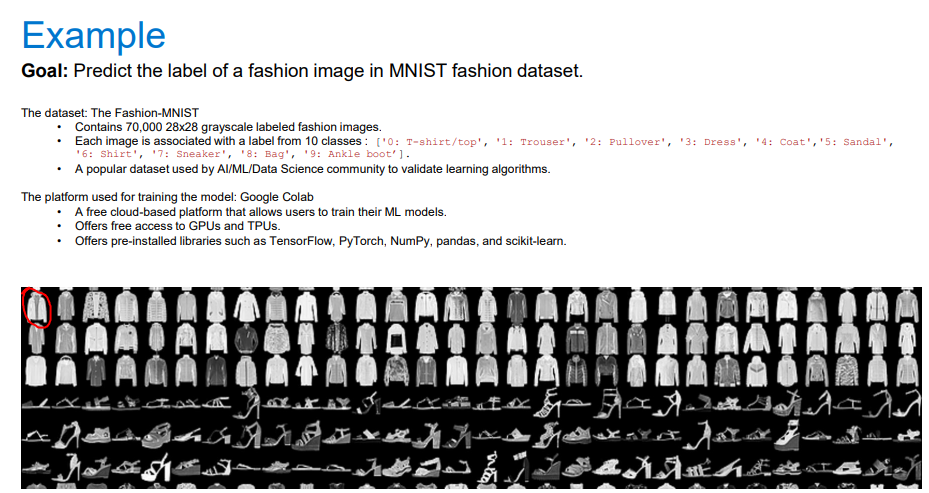 Example
Goal: Predict the label of a fashion image in MNIST fashion dataset.
The dataset: The Fashion-MNIST
• Contains 70,000 28x28 grayscale labeled fashion images.
• Each image is associated with a label from 10 classes : ['0: T-shirt/top', '1: Trouser', '2: Pullover', '3: Dress', '4: Coat','5: Sandal',
'6: Shirt', '7: Sneaker', '8: Bag', '9: Ankle boot’].
• A popular dataset used by AI/ML/Data Science community to validate learning algorithms.
The platform used for training the model: Google Colab
• A free cloud-based platform that allows users to train their ML models.
• Offers free access to GPUs and TPUs.
• Offers pre-installed libraries such as TensorFlow, PyTorch, NumPy, pandas, and scikit-learn.